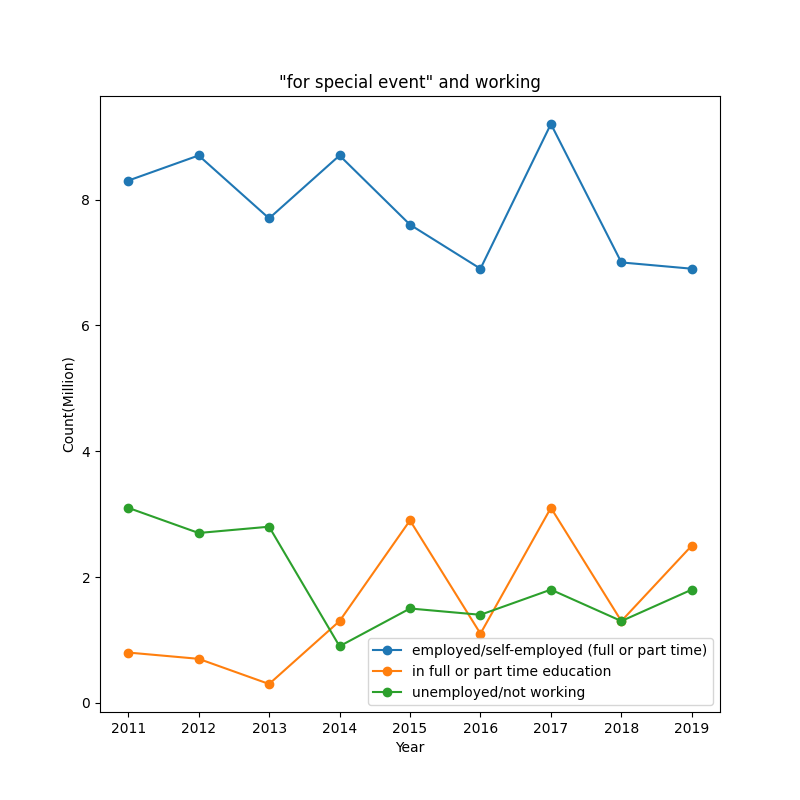 "for special event" and working
Count(Million)
8
6
4
2
0
2011 2012 2013 2014 2015 2016 2017 2018 2019
Year
employed/self-employed (full or part time)
in full or part time education
unemployed/not working